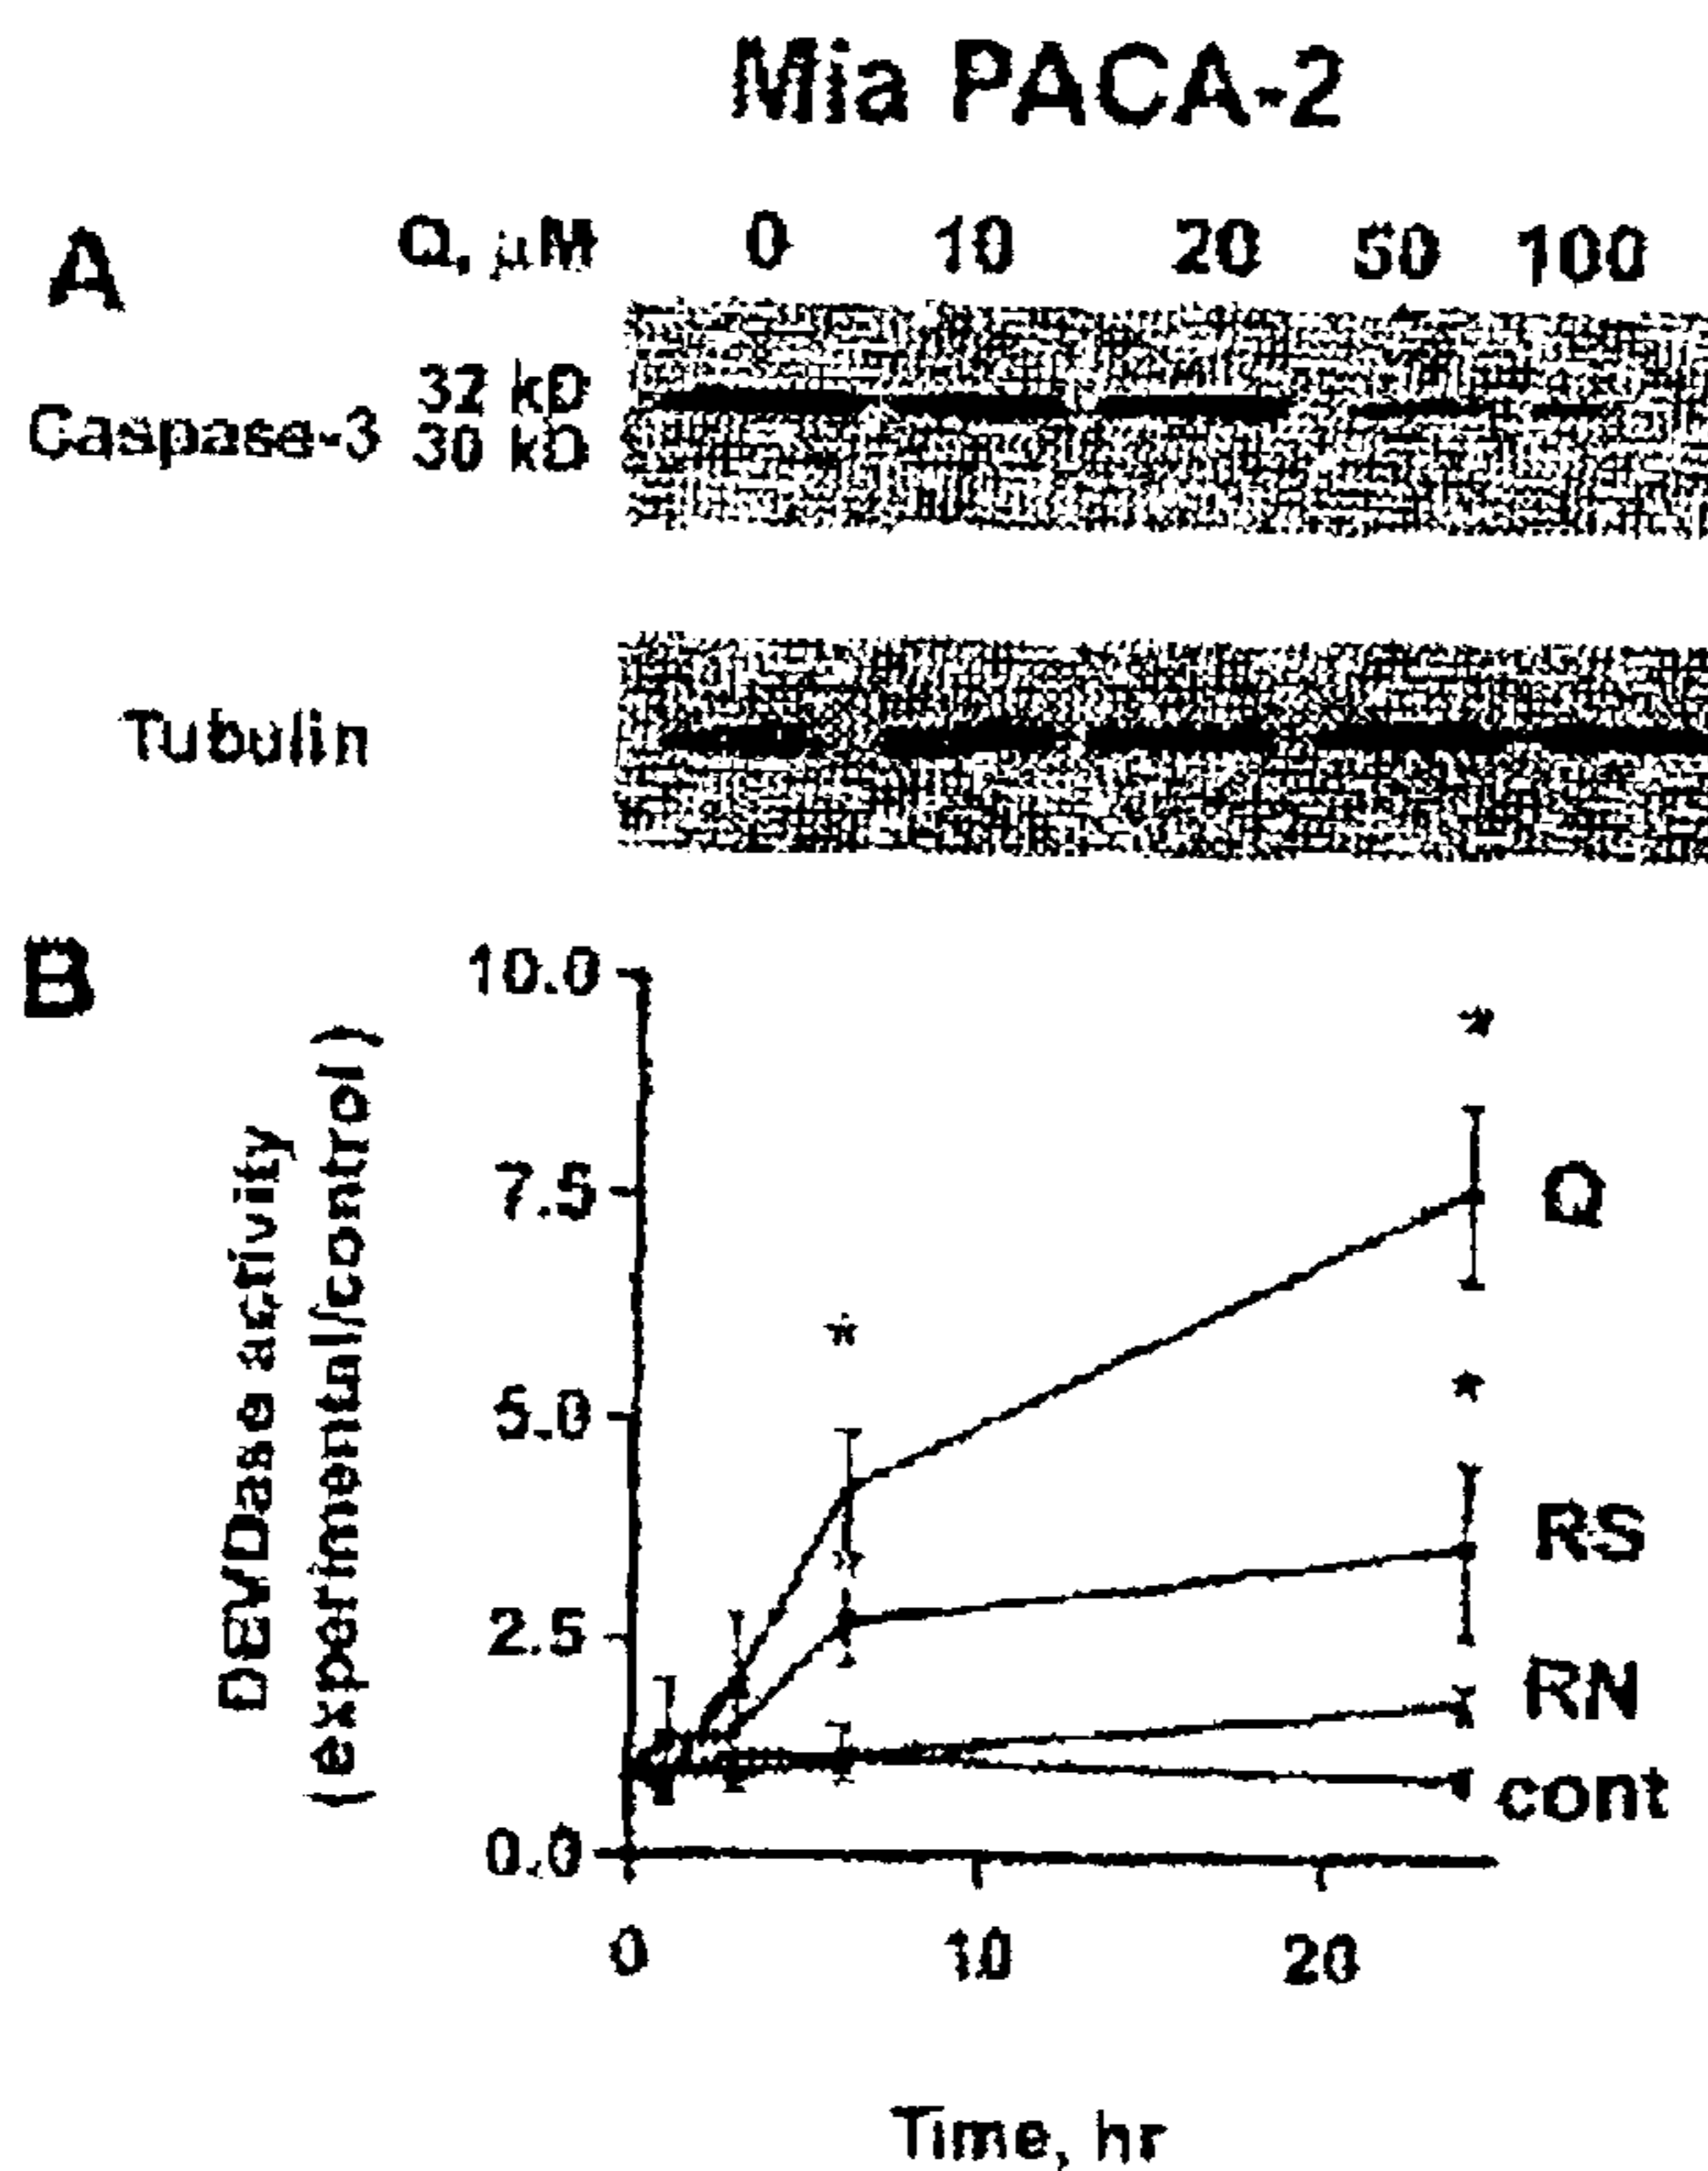 Mia PACA-2
A
Q, μM 0 10 20 50 100
Caspase-3
32 kD
30 kD
Tubulin
B
DEVDase activity
(experimental/control)
10.0
7.5
5.0
2.5
0.0
*
*
*
*
Q
RS
RN
cont
0 10 20
Time, hr